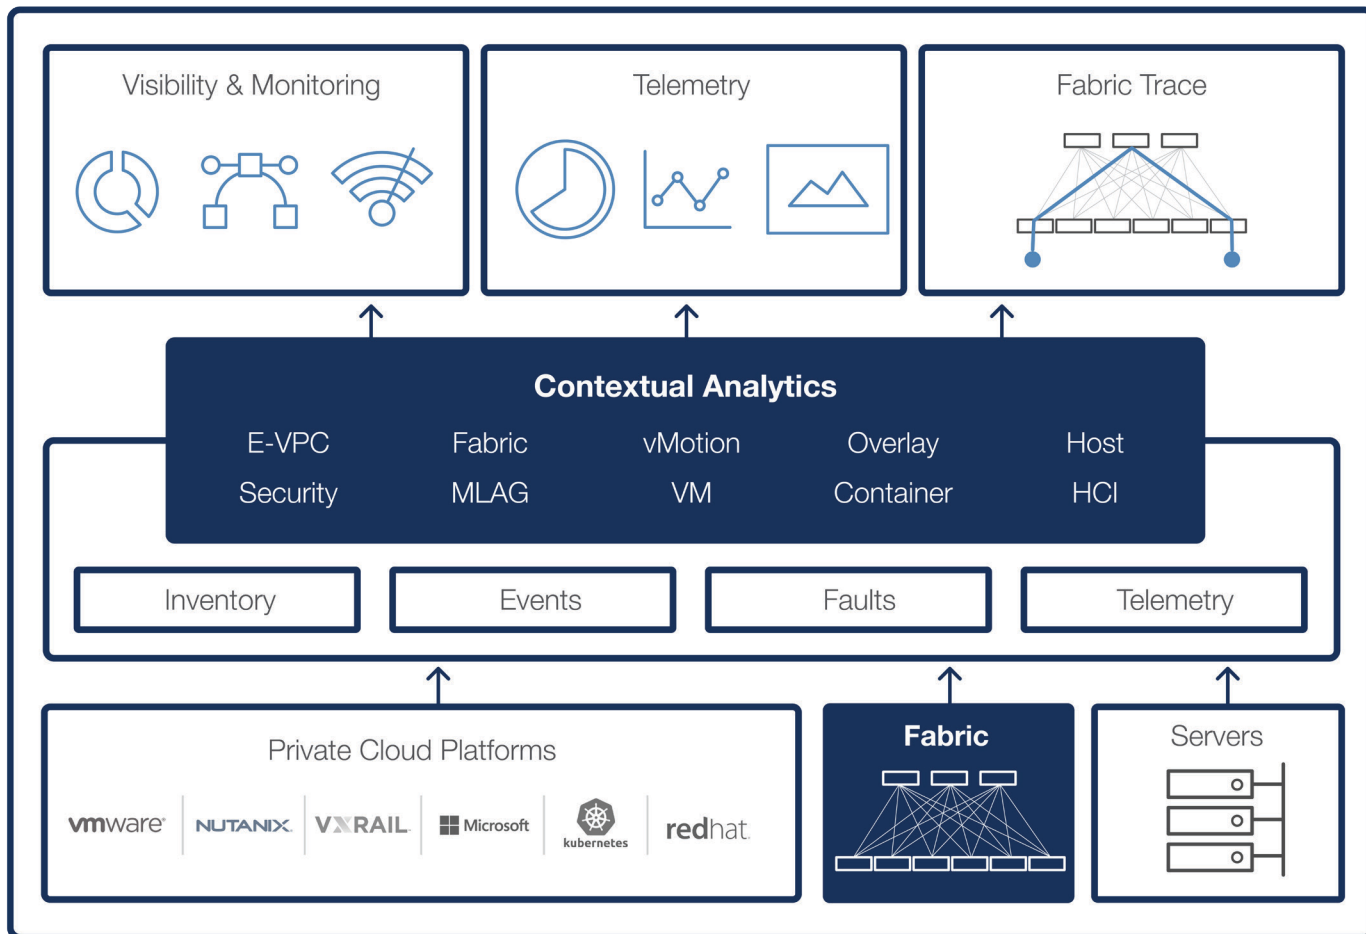 Visibility & Monitoring
Telemetry
Fabric Trace
Contextual Analytics
E-VPC Fabric vMotion Overlay Host
Security MLAG VM Container HCI
Inventory Events Faults Telemetry
Private Cloud Platforms
vmware®
NUTANIX.
VXRAIL
Microsoft
kubernetes
redhat.
Fabric
Servers